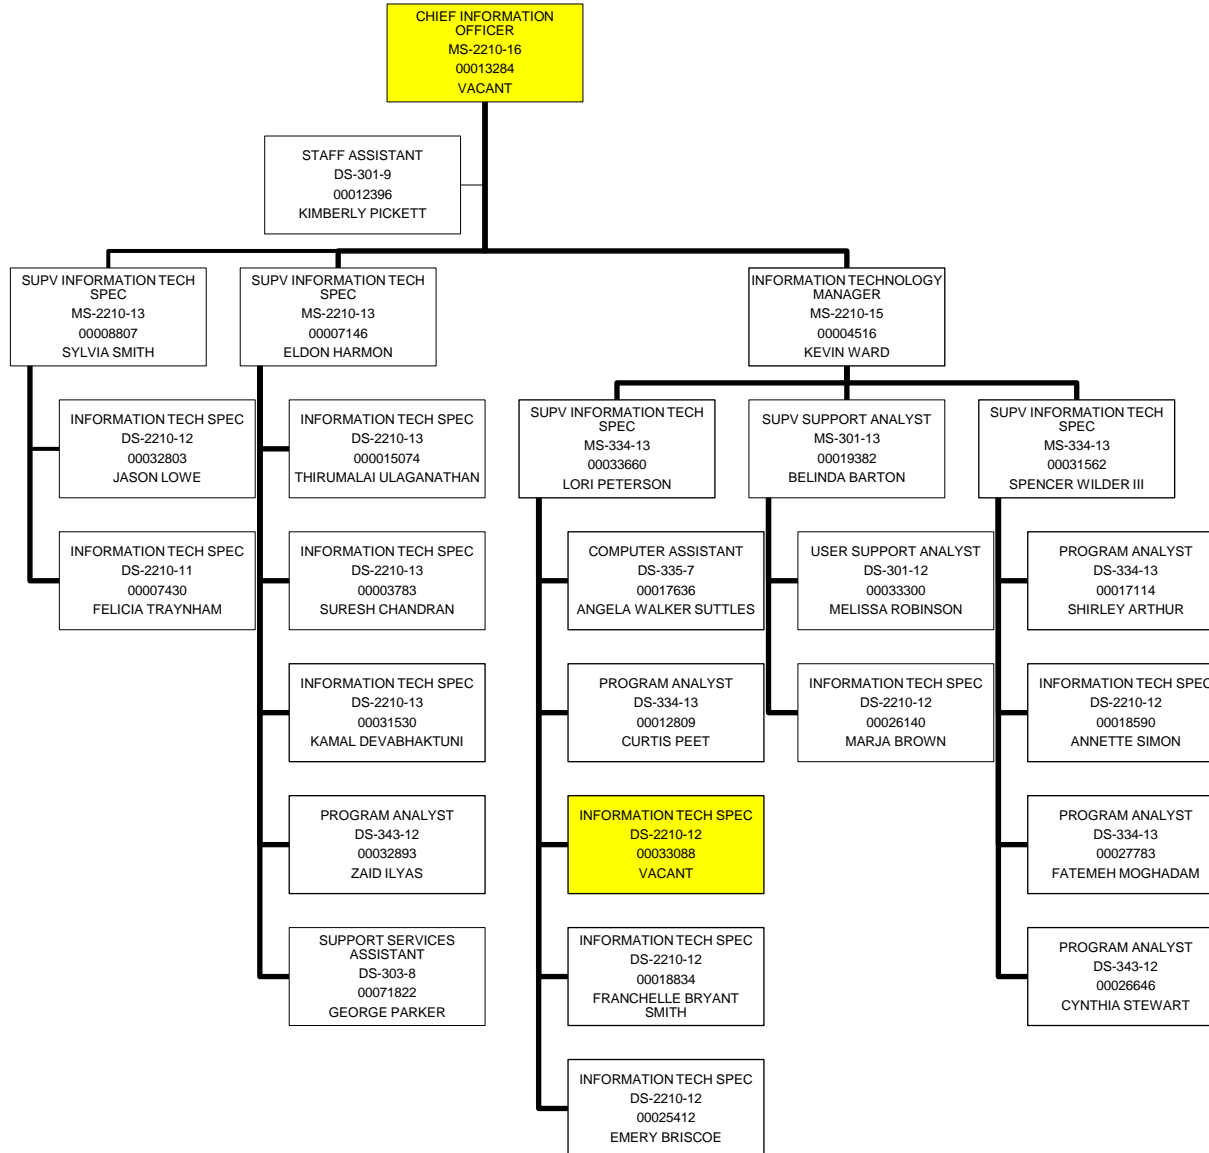 CHIEF INFORMATION
OFFICER
MS-2210-16
00013284
VACANT
STAFF ASSISTANT
DS-301-9
00012396
KIMBERLY PICKETT
SUPV INFORMATION TECH
SPEC
MS-2210-13
00008807
SYLVIA SMITH
SUPV INFORMATION TECH
SPEC
MS-2210-13
00007146
ELDON HARMON
INFORMATION TECHNOLOGY
MANAGER
MS-2210-15
00004516
KEVIN WARD
INFORMATION TECH SPEC
DS-2210-12
00032803
JASON LOWE
INFORMATION TECH SPEC
DS-2210-11
00007430
FELICIA TRAYNHAM
INFORMATION TECH SPEC
DS-2210-13
000015074
THIRUMALAI ULAGANATHAN
INFORMATION TECH SPEC
DS-2210-13
00003783
SURESH CHANDRAN
INFORMATION TECH SPEC
DS-2210-13
00031530
KAMAL DEVABHAKTUNI
PROGRAM ANALYST
DS-343-12
00032893
ZAID ILYAS
SUPPORT SERVICES
ASSISTANT
DS-303-8
00071822
GEORGE PARKER
SUPV INFORMATION TECH
SPEC
MS-334-13
00033660
LORI PETERSON
COMPUTER ASSISTANT
DS-335-7
00017636
ANGELA WALKER SUTTLES
PROGRAM ANALYST
DS-334-13
00012809
CURTIS PEET
INFORMATION TECH SPEC
DS-2210-12
00033088
VACANT
INFORMATION TECH SPEC
DS-2210-12
00018834
FRANCHELLE BRYANT
SMITH
INFORMATION TECH SPEC
DS-2210-12
00025412
EMERY BRISCOE
SUPV SUPPORT ANALYST
MS-301-13
00019382
BELINDA BARTON
USER SUPPORT ANALYST
DS-301-12
00033300
MELISSA ROBINSON
INFORMATION TECH SPEC
DS-2210-12
00026140
MARJA BROWN
SUPV INFORMATION TECH
SPEC
MS-334-13
00031562
SPENCER WILDER III
PROGRAM ANALYST
DS-334-13
00017114
SHIRLEY ARTHUR
INFORMATION TECH SPEC
DS-2210-12
00018590
ANNETTE SIMON
PROGRAM ANALYST
DS-334-13
00027783
FATEMEH MOGHADAM
PROGRAM ANALYST
DS-343-12
00026646
CYNTHIA STEWART